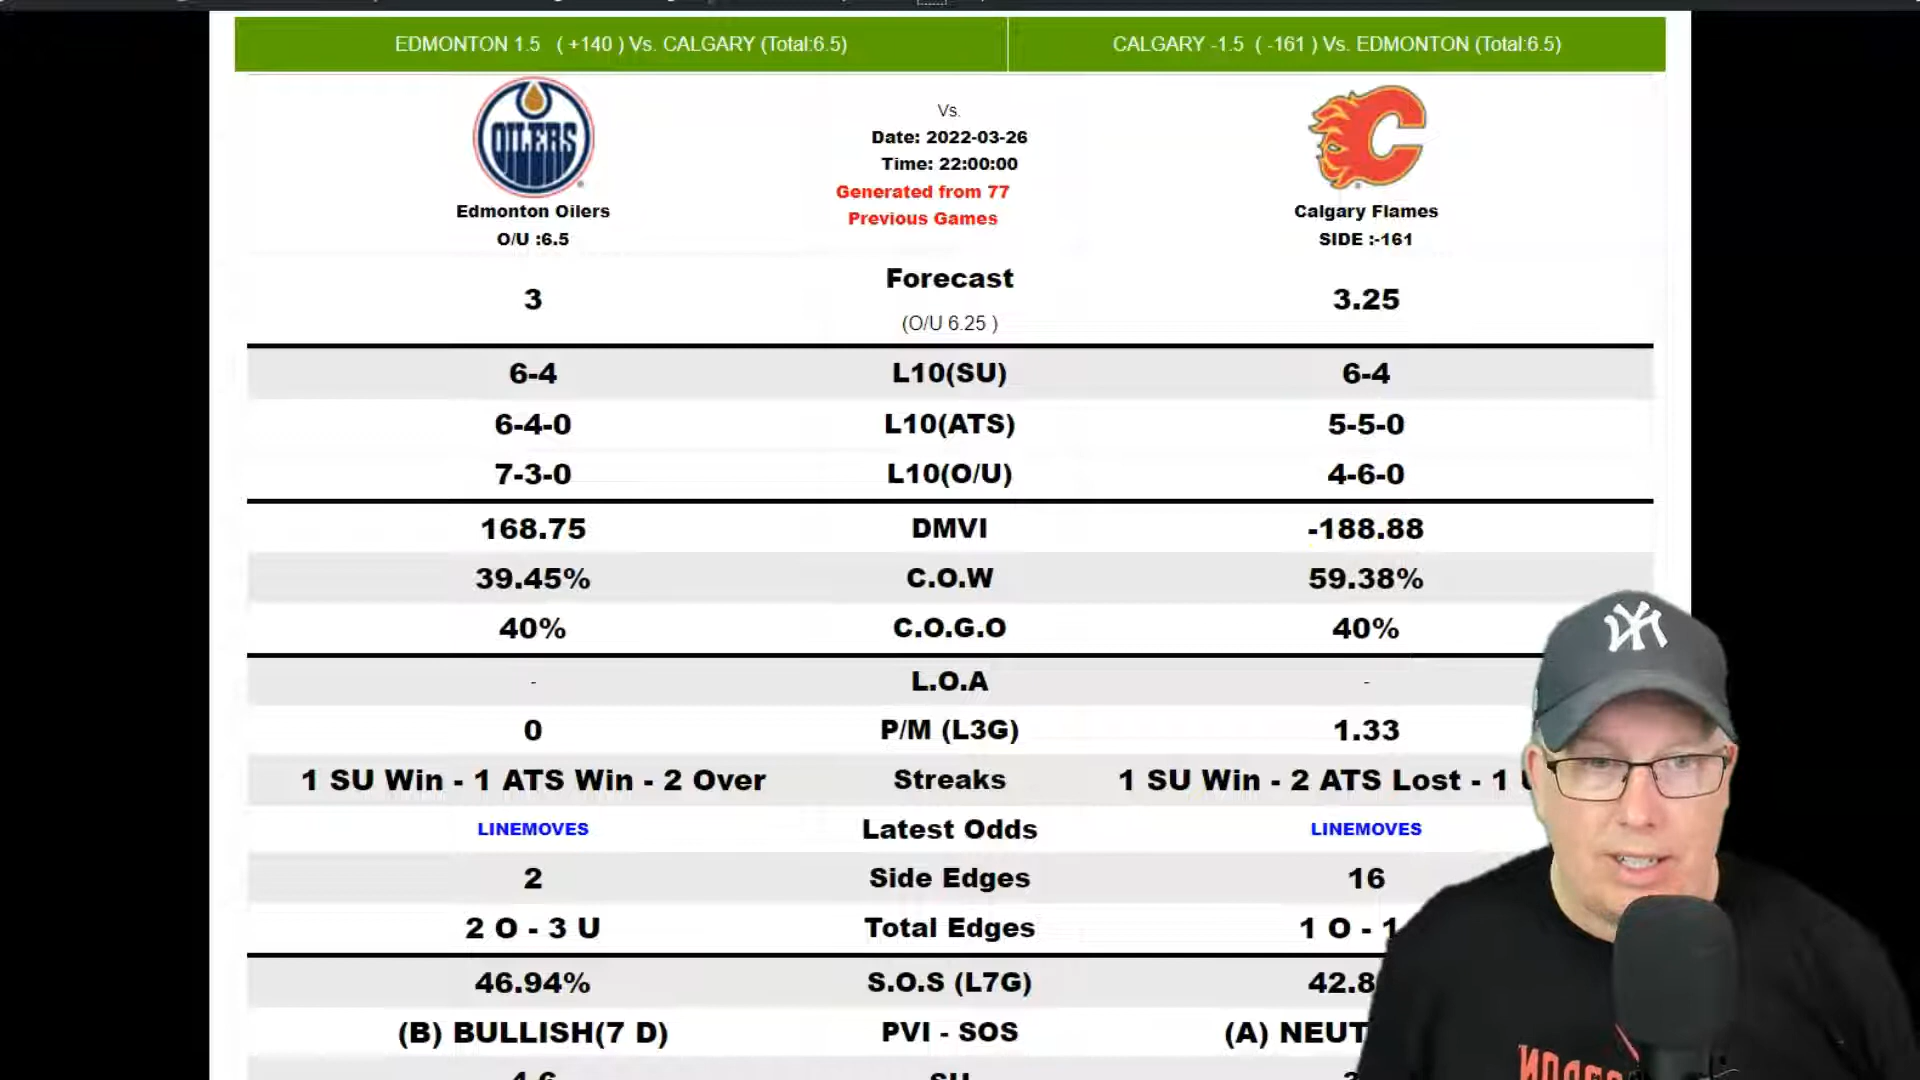 EDMONTON 1.5 ( +140 ) Vs. CALGARY (Total:6.5)
CALGARY -1.5 ( -161 ) Vs. EDMONTON (Total:6.5)
OILERS
Vs.
Date: 2022-03-26
Time: 22:00:00
Generated from 77
Previous Games
Edmonton Oilers
O/U :6.5
Calgary Flames
SIDE :-161
3
Forecast
(O/U 6.25 )
3.25
6-4 L10(SU) 6-4
6-4-0 L10(ATS) 5-5-0
7-3-0 L10(O/U) 4-6-0
168.75 DMVI -188.88
39.45% C.O.W 59.38%
40% C.O.G.O 40%
- L.O.A -
0 P/M (L3G) 1.33
1 SU Win - 1 ATS Win - 2 Over Streaks 1 SU Win - 2 ATS Lost - 1
LINEMOVES Latest Odds LINEMOVES
2 Side Edges 16
2 O - 3 U Total Edges 1 O - 1
46.94% S.O.S (L7G) 42.8
(B) BULLISH(7 D) PVI - SOS (A) NEUT
NY